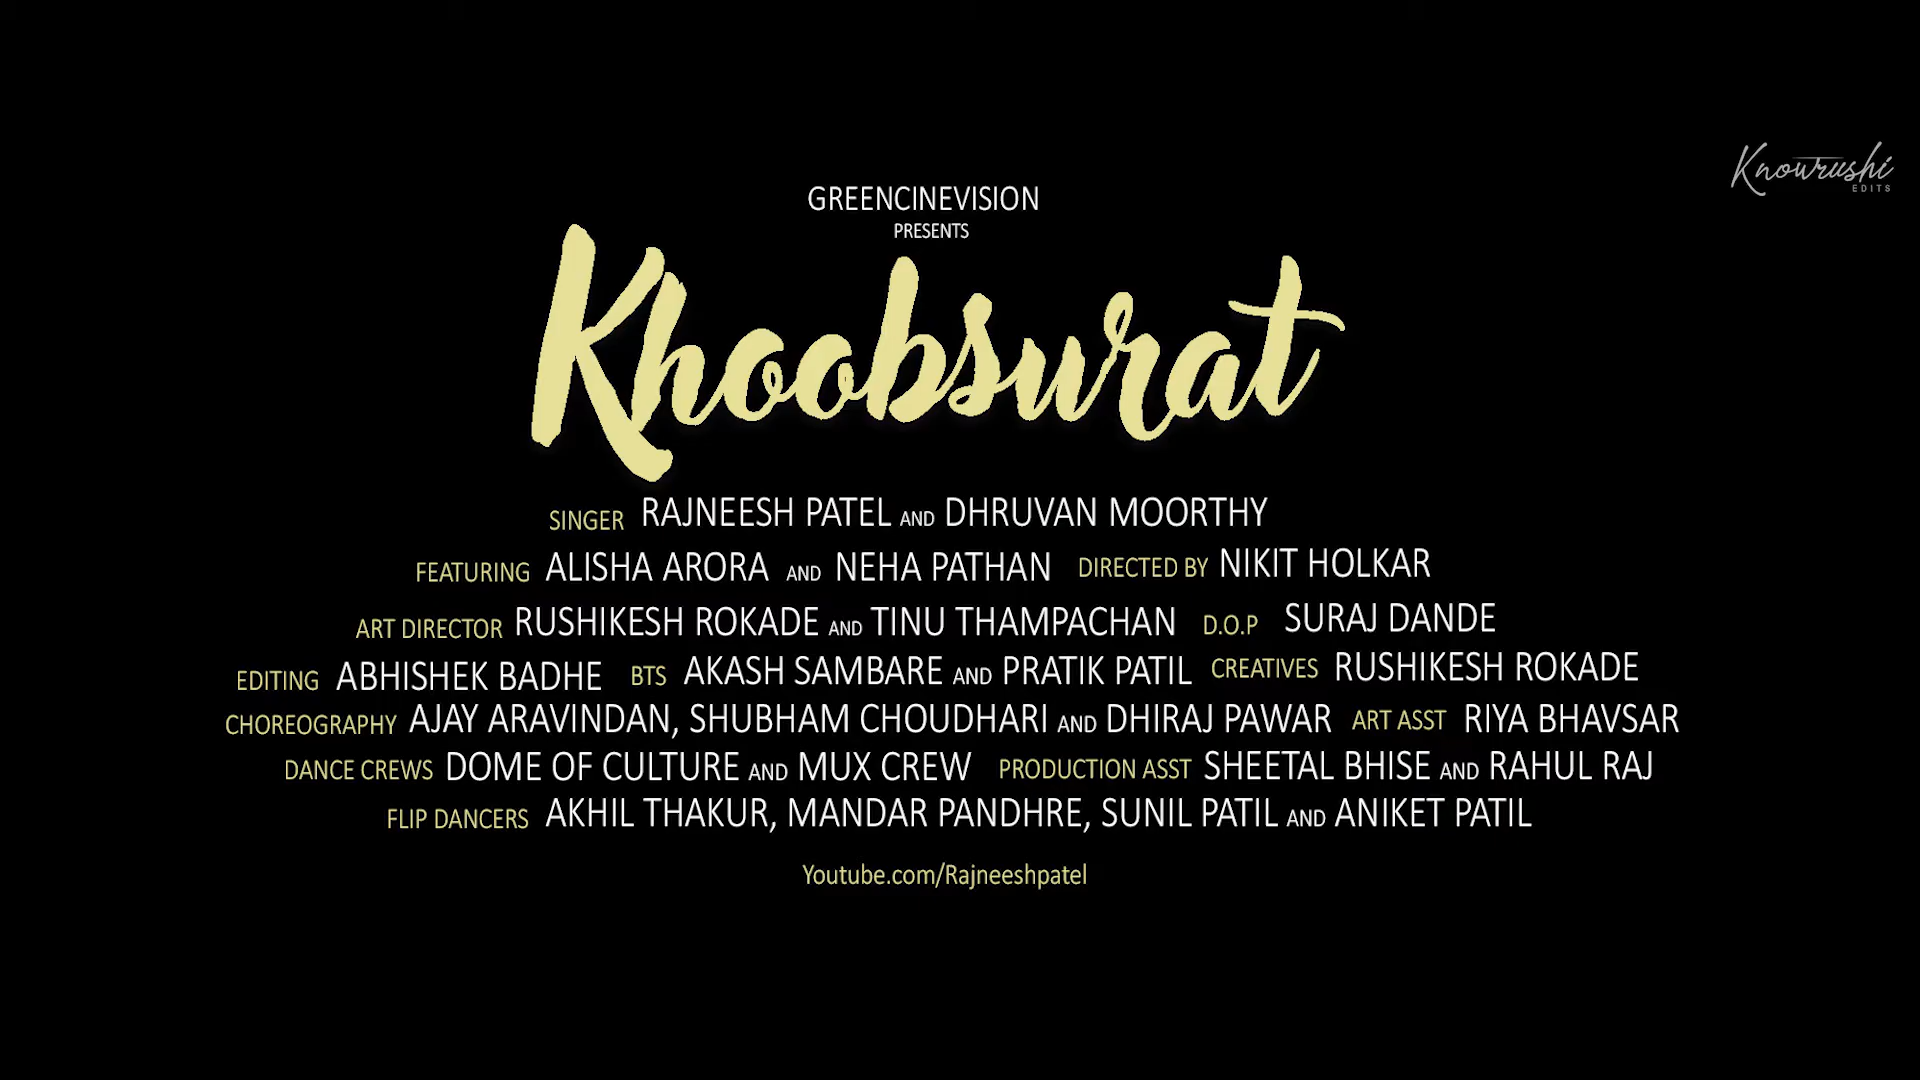 Knowrushi
EDITS
GREENCINEVISION
PRESENTS
Khoobsurat
SINGER RAJNEESH PATEL AND DHRUVAN MOORTHY
FEATURING ALISHA ARORA AND NEHA PATHAN DIRECTED BY NIKIT HOLKAR
ART DIRECTOR RUSHIKESH ROKADE AND TINU THAMPACHAN D.O.P SURAJ DANDE
EDITING ABHISHEK BADHE BTS AKASH SAMBARE AND PRATIK PATIL CREATIVES RUSHIKESH ROKADE
CHOREOGRAPHY AJAY ARAVINDAN, SHUBHAM CHOUDHARI AND DHIRAJ PAWAR ART ASST RIYA BHAVSAR
DANCE CREWS DOME OF CULTURE AND MUX CREW PRODUCTION ASST SHEETAL BHISE AND RAHUL RAJ
FLIP DANCERS AKHIL THAKUR, MANDAR PANDHRE, SUNIL PATIL AND ANIKET PATIL
Youtube.com/Rajneeshpatel